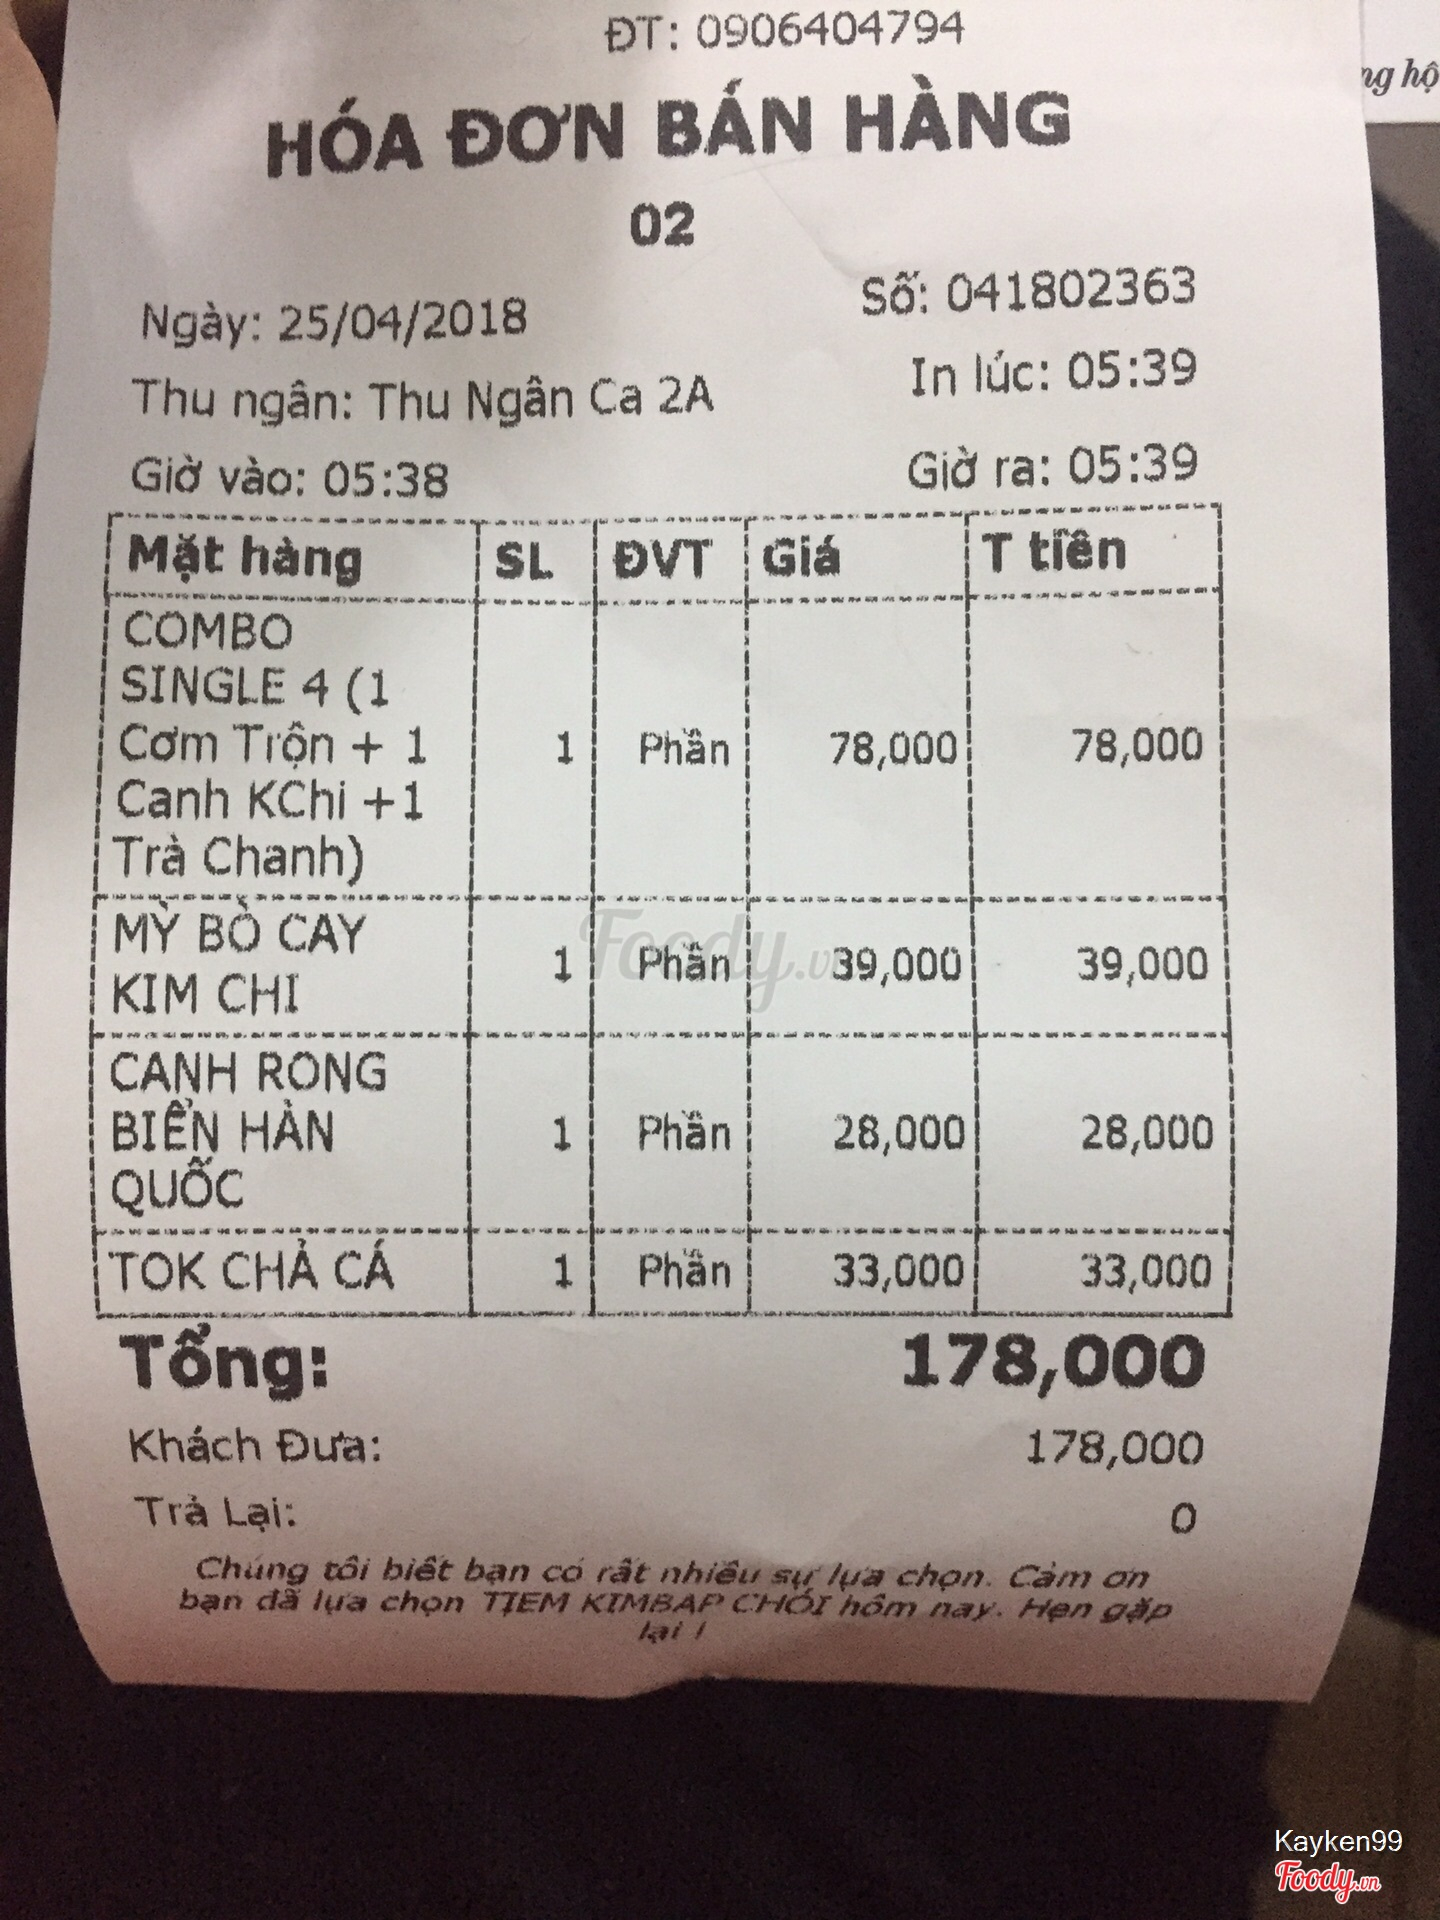 ĐT: 0906404794
ng hộ
HÓA ĐƠN BÁN HÀNG
02
Số: 041802363
Ngày: 25/04/2018
In lúc: 05:39
Thu ngân: Thu Ngân Ca 2A
Giờ vào: 05:38
Giờ ra: 05:39
Mặt hàng SL ĐVT Giá T tiền
COMBO
SINGLE 4 (1
Cơm Trộn + 1 1 Phần 78,000 78,000
Canh KChi +1
Trà Chanh)
MỲ BÒ CAY
KIM CHI 1 Phần 39,000 39,000
Foody.vn
CANH RONG
BIỂN HÀN 1 Phần 28,000 28,000
QUỐC
TOK CHẢ CÁ 1 Phần 33,000 33,000
Tổng: 178,000
Khách Đưa: 178,000
Trả Lại: 0
Chúng tôi biết bạn có rất nhiều sự lựa chọn. Cảm ơn
bạn đã lựa chọn TIỆM KIMBAP CHÓI hôm nay. Hẹn gặp
lại !
Kayken99
Foody.vn